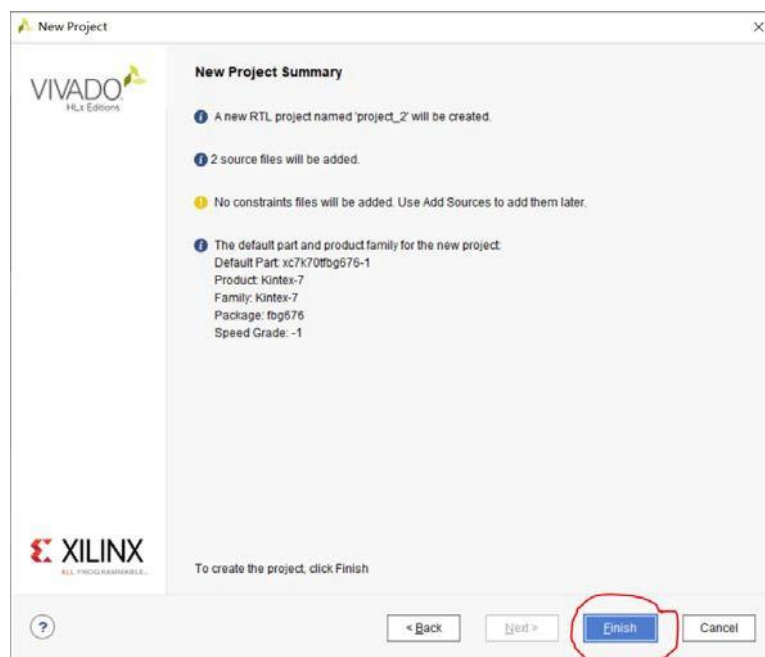 New Project
VIVADO
HLx Editions
New Project Summary
A new RTL project named 'project_2' will be created.
2 source files will be added.
No constraints files will be added. Use Add Sources to add them later.
The default part and product family for the new project:
Default Part: xc7k70tfbg676-1
Product: Kintex-7
Family: Kintex-7
Package: fbg676
Speed Grade: -1
XILINX
ALL PROGRAMMABLE.
To create the project, click Finish
?
< Back
Next >
Finish
Cancel